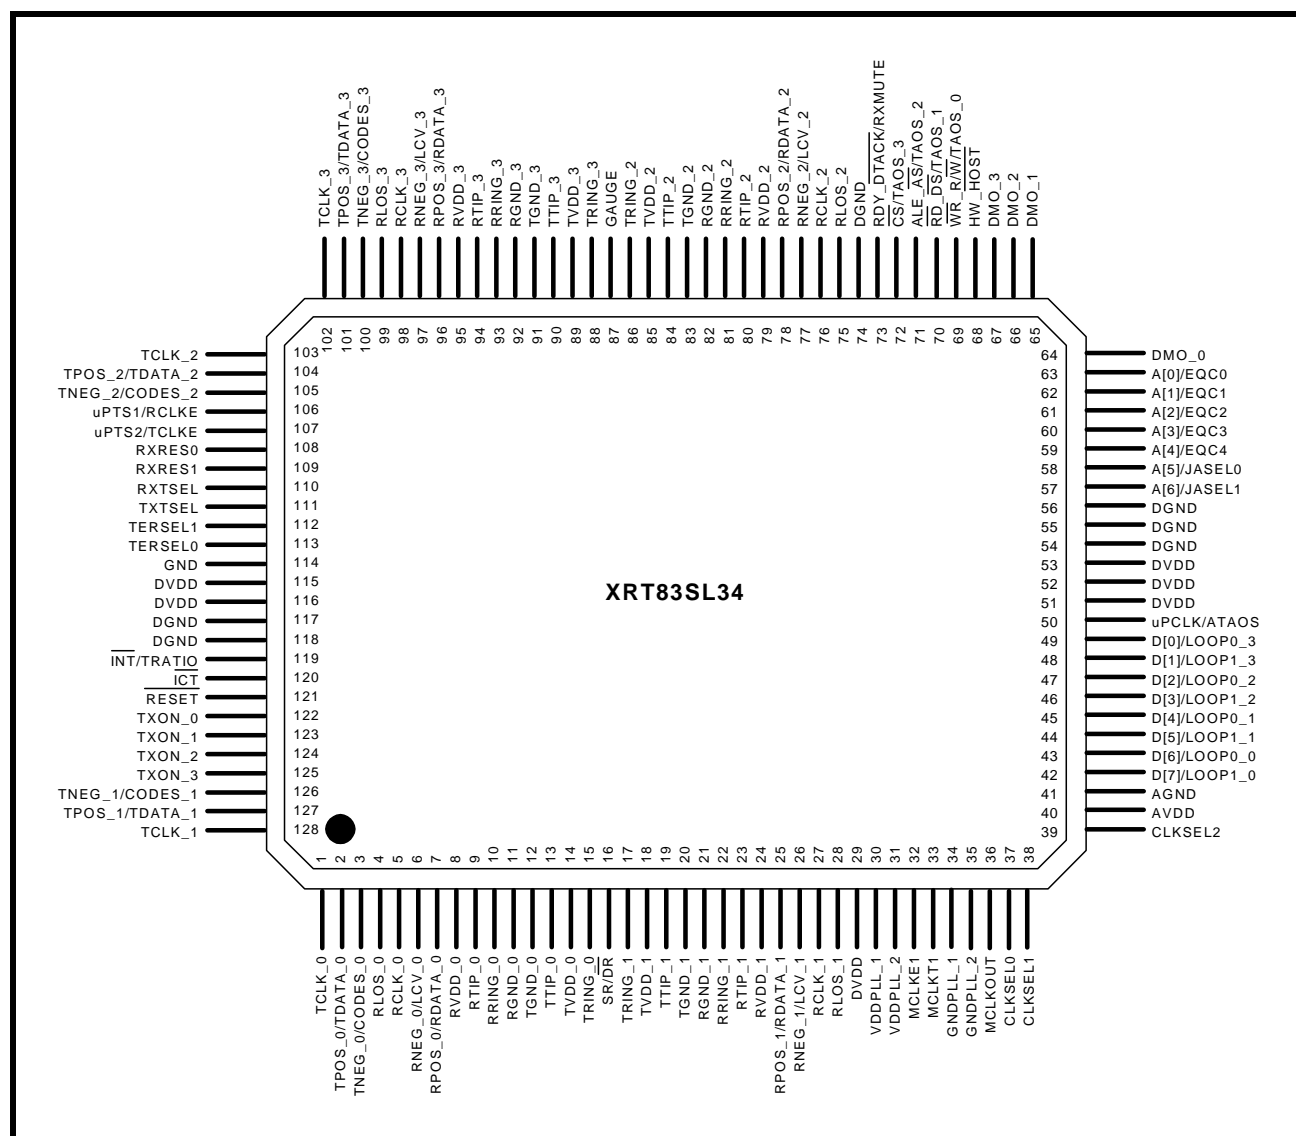 TCLK_3
TPOS_3/TDATA_3
TNEG_3/CODES_3
RLOS_3
RCLK_3
RNEG_3/LCV_3
RPOS_3/RDATA_3
RVDD_3
RTIP_3
RRING_3
RGND_3
TGND_3
TTIP_3
TVDD_3
TRING_3
GAUGE
TRING_2
TVDD_2
TTIP_2
TGND_2
RGND_2
RRING_2
RTIP_2
RVDD_2
RPOS_2/RDATA_2
RNEG_2/LCV_2
RCLK_2
RLOS_2
DGND
RDY_DTACK/RXMUTE
CS/TAOS_3
ALE_AS/TAOS_2
RD_DS/TAOS_1
WR_R/W/TAOS_0
HW_HOST
DMO_3
DMO_2
DMO_1
102
101
100
99
98
97
96
95
94
93
92
91
90
89
88
87
86
85
84
83
82
81
80
79
78
77
76
75
74
73
72
71
70
69
68
67
66
65
TCLK_2 103
TPOS_2/TDATA_2 104
TNEG_2/CODES_2 105
uPTS1/RCLKE 106
uPTS2/TCLKE 107
RXRES0 108
RXRES1 109
RXTSEL 110
TXTSEL 111
TERSEL1 112
TERSEL0 113
GND 114
DVDD 115
DVDD 116
DGND 117
DGND 118
INT/TRATIO 119
ICT 120
RESET 121
TXON_0 122
TXON_1 123
TXON_2 124
TXON_3 125
TNEG_1/CODES_1 126
TPOS_1/TDATA_1 127
TCLK_1 128
XRT83SL34
64 DMO_0
63 A[0]/EQC0
62 A[1]/EQC1
61 A[2]/EQC2
60 A[3]/EQC3
59 A[4]/EQC4
58 A[5]/JASEL0
57 A[6]/JASEL1
56 DGND
55 DGND
54 DGND
53 DVDD
52 DVDD
51 DVDD
50 uPCLK/ATAOS
49 D[0]/LOOP0_3
48 D[1]/LOOP1_3
47 D[2]/LOOP0_2
46 D[3]/LOOP1_2
45 D[4]/LOOP0_1
44 D[5]/LOOP1_1
43 D[6]/LOOP0_0
42 D[7]/LOOP1_0
41 AGND
40 AVDD
39 CLKSEL2
1
2
3
4
5
6
7
8
9
10
11
12
13
14
15
16
17
18
19
20
21
22
23
24
25
26
27
28
29
30
31
32
33
34
35
36
37
38
TCLK_0
TPOS_0/TDATA_0
TNEG_0/CODES_0
RLOS_0
RCLK_0
RNEG_0/LCV_0
RPOS_0/RDATA_0
RVDD_0
RTIP_0
RRING_0
RGND_0
TGND_0
TTIP_0
TVDD_0
TRING_0
SR/DR
TRING_1
TVDD_1
TTIP_1
TGND_1
RGND_1
RRING_1
RTIP_1
RVDD_1
RPOS_1/RDATA_1
RNEG_1/LCV_1
RCLK_1
RLOS_1
DVDD
VDDPLL_1
VDDPLL_2
MCLKE1
MCLKT1
GNDPLL_1
GNDPLL_2
MCLKOUT
CLKSEL0
CLKSEL1